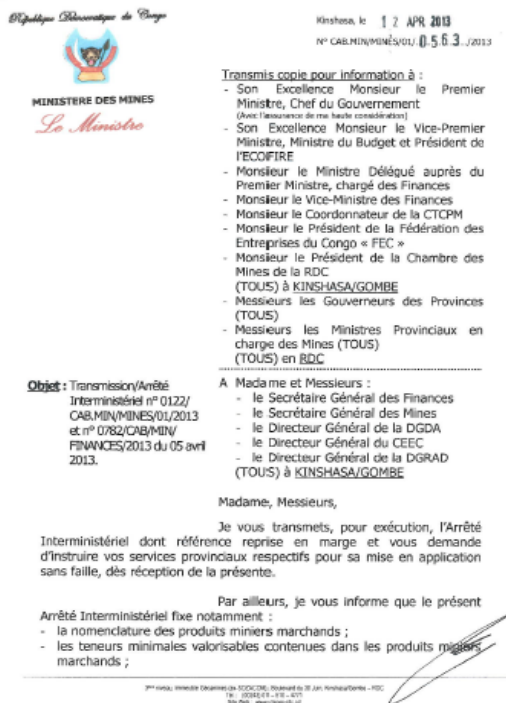 République Démocratique du Congo
MINISTERE DES MINES
Le Ministre
Kinshasa, le 12 APR 2013
N° CAB.MIN/MINES/01/.0.5.6.3../2013
Transmis copie pour information à :
- Son Excellence Monsieur le Premier
Ministre, Chef du Gouvernement
(Avec l'assurance de ma haute considération)
- Son Excellence Monsieur le Vice-Premier
Ministre, Ministre du Budget et Président de
l'ECOFIRE
- Monsieur le Ministre Délégué auprès du
Premier Ministre, chargé des Finances
- Monsieur le Vice-Ministre des Finances
- Monsieur le Coordonnateur de la CTCPM
- Monsieur le Président de la Fédération des
Entreprises du Congo « FEC »
- Monsieur le Président de la Chambre des
Mines de la RDC
(TOUS) à KINSHASA/GOMBE
- Messieurs les Gouverneurs des Provinces
(TOUS)
- Messieurs les Ministres Provinciaux en
charge des Mines (TOUS)
(TOUS) en RDC
Objet : Transmission/Arrêté
Interministériel n° 0122/
CAB.MIN/MINES/01/2013
et n° 0782/CAB/MIN/
FINANCES/2013 du 05 avril
2013.
A Madame et Messieurs :
- le Secrétaire Général des Finances
- le Secrétaire Général des Mines
- le Directeur Général de la DGDA
- le Directeur Général du CEEC
- le Directeur Général de la DGRAD
(TOUS) à KINSHASA/GOMBE
Madame, Messieurs,
Je vous transmets, pour exécution, l'Arrêté
Interministériel dont référence reprise en marge et vous demande
d'instruire vos services provinciaux respectifs pour sa mise en application
sans faille, dès réception de la présente.
Par ailleurs, je vous informe que le présent
Arrêté Interministériel fixe notamment :
- la nomenclature des produits miniers marchands ;
- les teneurs minimales valorisables contenues dans les produits miniers
marchands ;